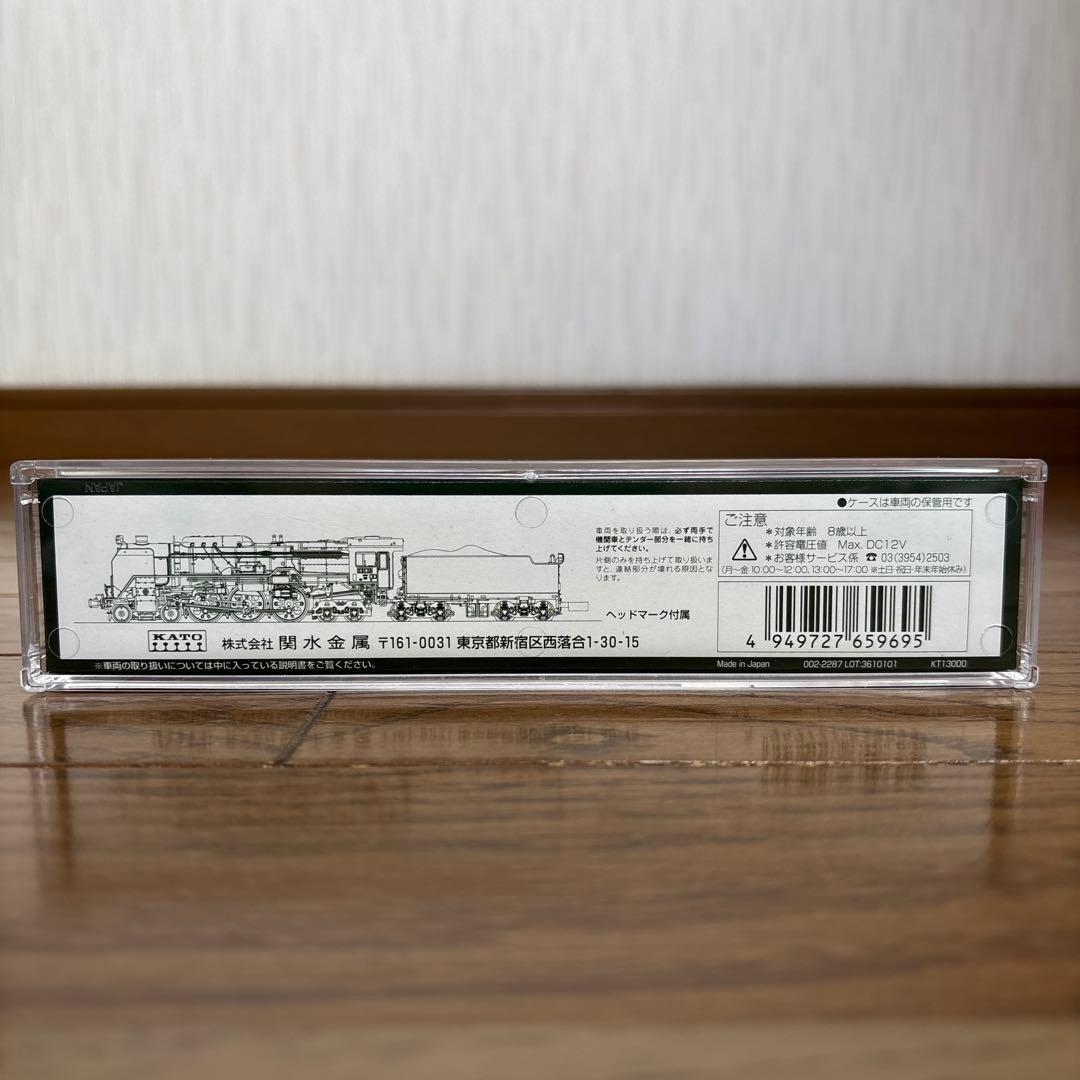 JAPAN
●ケースは車両の保管用です
車両を取り扱う際は、必ず両手で
機関車とテンダー部分を一緒に持ち
上げてください。
片側のみを持ち上げて取り扱いま
すと、連結部分が壊れる原因とな
ります。
ヘッドマーク付属
ご注意
＊対象年齢 8歳以上
＊許容電圧値 Max. DC12V
＊お客様サービス係 ☎ 03(3954)2503
(月〜金 10:00〜12:00、13:00〜17:00 ※土日・祝日・年末年始休み)
4 949727 659695
KATO
株式会社 関水金属 〒161-0031 東京都新宿区西落合1-30-15
※車両の取り扱いについては中に入っている説明書をご覧ください。
Made in Japan 002-2287 LOT:3610101 KT13000